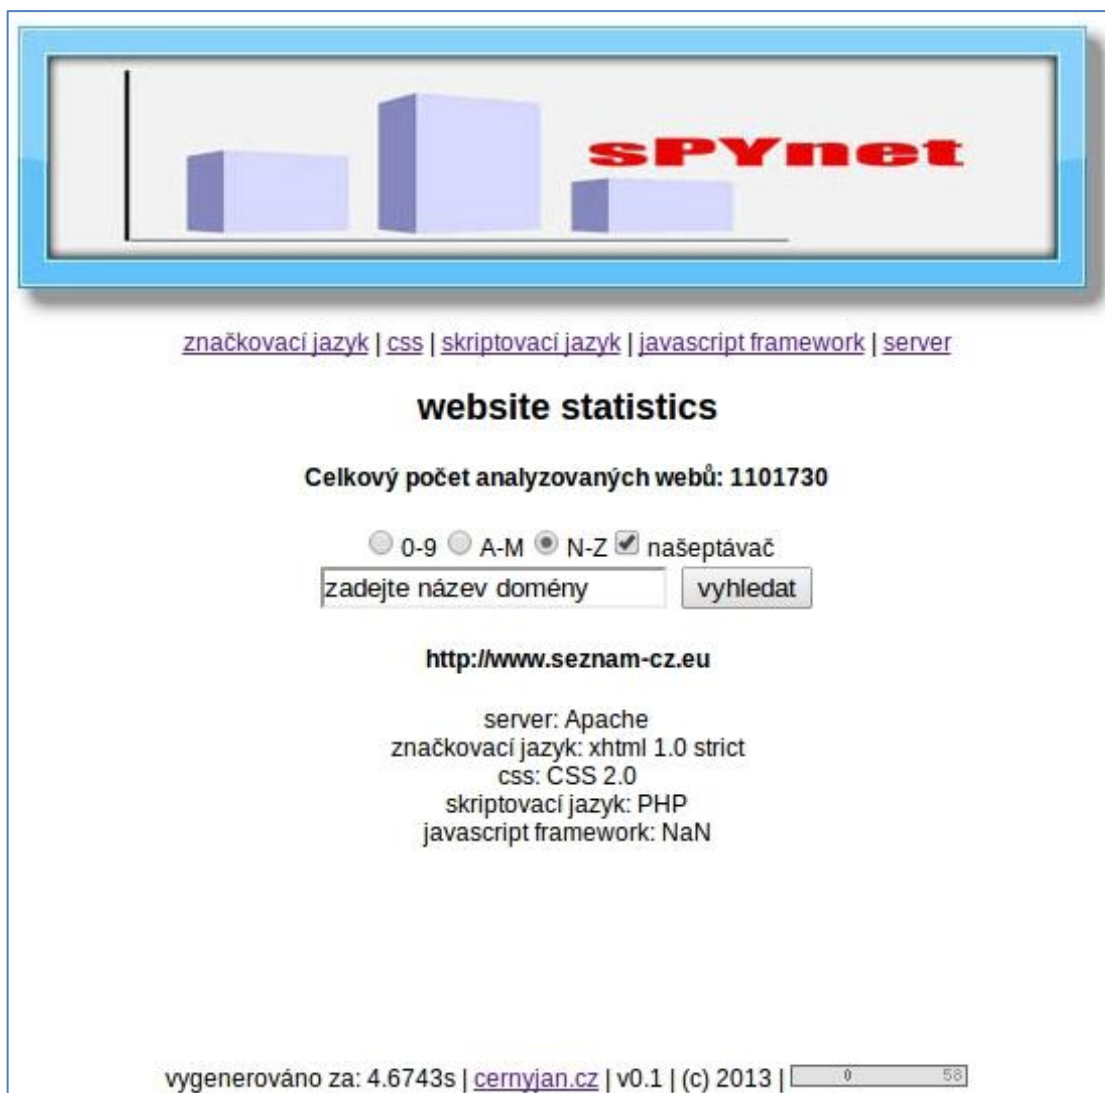 sPYnet
značkovací jazyk | css | skriptovací jazyk | javascript framework | server
website statistics
Celkový počet analyzovaných webů: 1101730
0-9 A-M N-Z našeptávač
zadejte název domény vyhledat
http://www.seznam-cz.eu
server: Apache
značkovací jazyk: xhtml 1.0 strict
css: CSS 2.0
skriptovací jazyk: PHP
javascript framework: NaN
vygenerováno za: 4.6743s | cernyjan.cz | v0.1 | (c) 2013 | 0 58